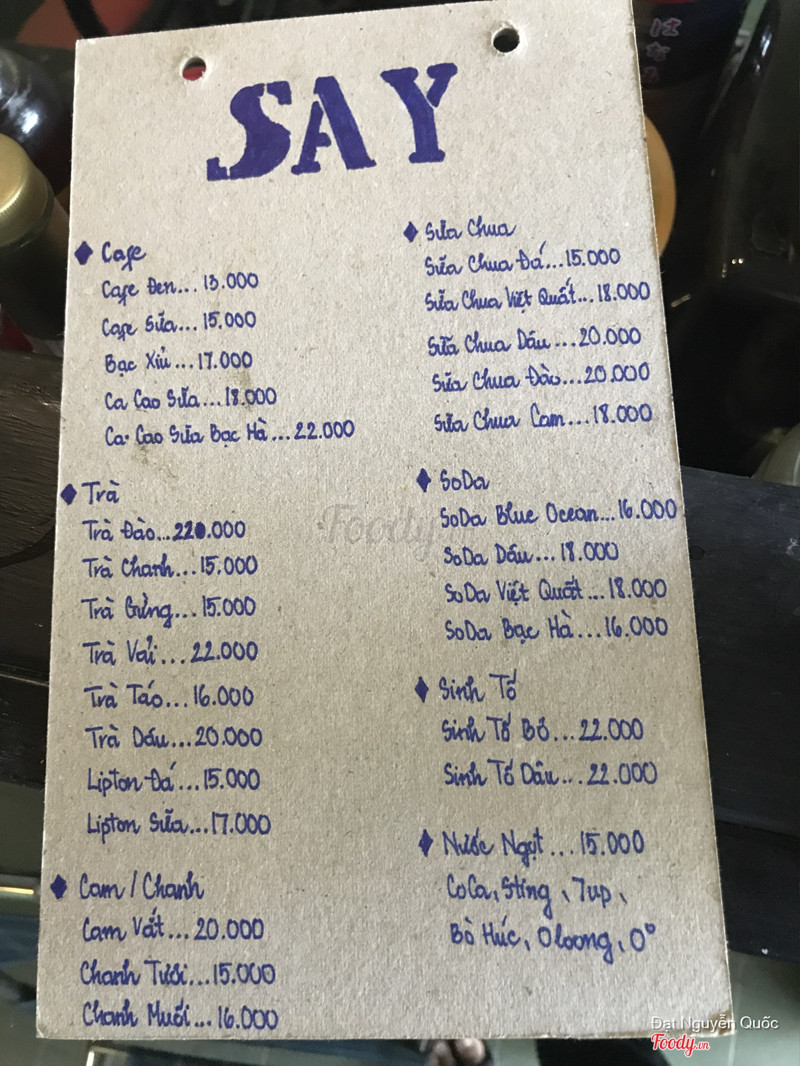 SAY
Cafe
Cafe Đen...13.000
Cafe Sữa...15.000
Bạc Xỉu...17.000
Ca Cao Sữa...18.000
Ca Cao Sữa Bạc Hà...22.000
Trà
Trà Đào...220.000
Trà Chanh...15.000
Trà Gừng...15.000
Trà Vải...22.000
Trà Táo...16.000
Trà Dâu...20.000
Lipton Đá...15.000
Lipton Sữa...17.000
Cam / Chanh
Cam Vắt...20.000
Chanh Tươi...15.000
Chanh Muối...16.000
Sữa Chua
Sữa Chua Đá...15.000
Sữa Chua Việt Quất...18.000
Sữa Chua Dâu...20.000
Sữa Chua Đào...20.000
Sữa Chua Cam...18.000
SoDa
SoDa Blue Ocean...16.000
SoDa Dâu...18.000
SoDa Việt Quất...18.000
SoDa Bạc Hà...16.000
Sinh Tố
Sinh Tố Bơ...22.000
Sinh Tố Dâu...22.000
Nước Ngọt...15.000
CoCa, Sting, 7up,
Bò Húc, Oloong, 0°
Foody.vn
Đạt Nguyễn Quốc
Foody.vn